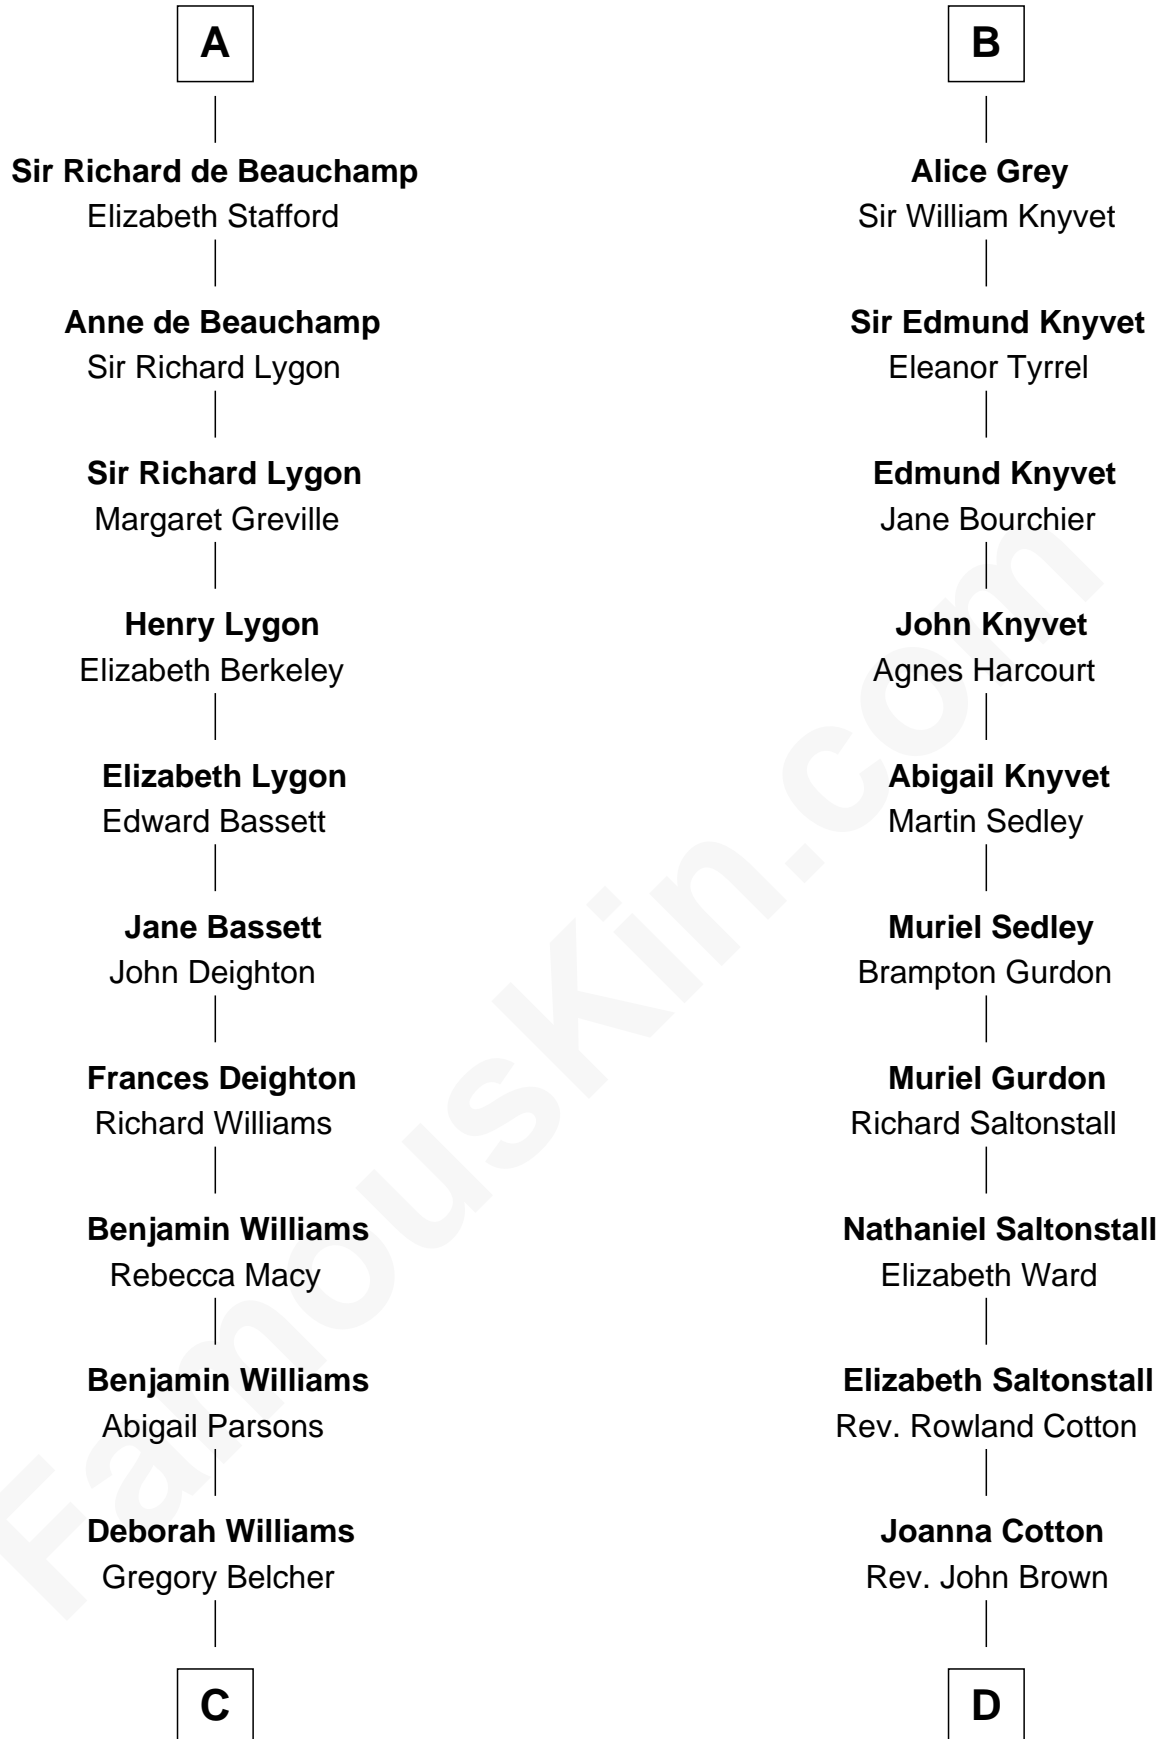 A
Sir Richard de Beauchamp
Elizabeth Stafford
Anne de Beauchamp
Sir Richard Lygon
Sir Richard Lygon
Margaret Greville
Henry Lygon
Elizabeth Berkeley
Elizabeth Lygon
Edward Bassett
Jane Bassett
John Deighton
Frances Deighton
Richard Williams
Benjamin Williams
Rebecca Macy
Benjamin Williams
Abigail Parsons
Deborah Williams
Gregory Belcher
C
B
Alice Grey
Sir William Knyvet
Sir Edmund Knyvet
Eleanor Tyrrel
Edmund Knyvet
Jane Bourchier
John Knyvet
Agnes Harcourt
Abigail Knyvet
Martin Sedley
Muriel Sedley
Brampton Gurdon
Muriel Gurdon
Richard Saltonstall
Nathaniel Saltonstall
Elizabeth Ward
Elizabeth Saltonstall
Rev. Rowland Cotton
Joanna Cotton
Rev. John Brown
D
FamousKin.com